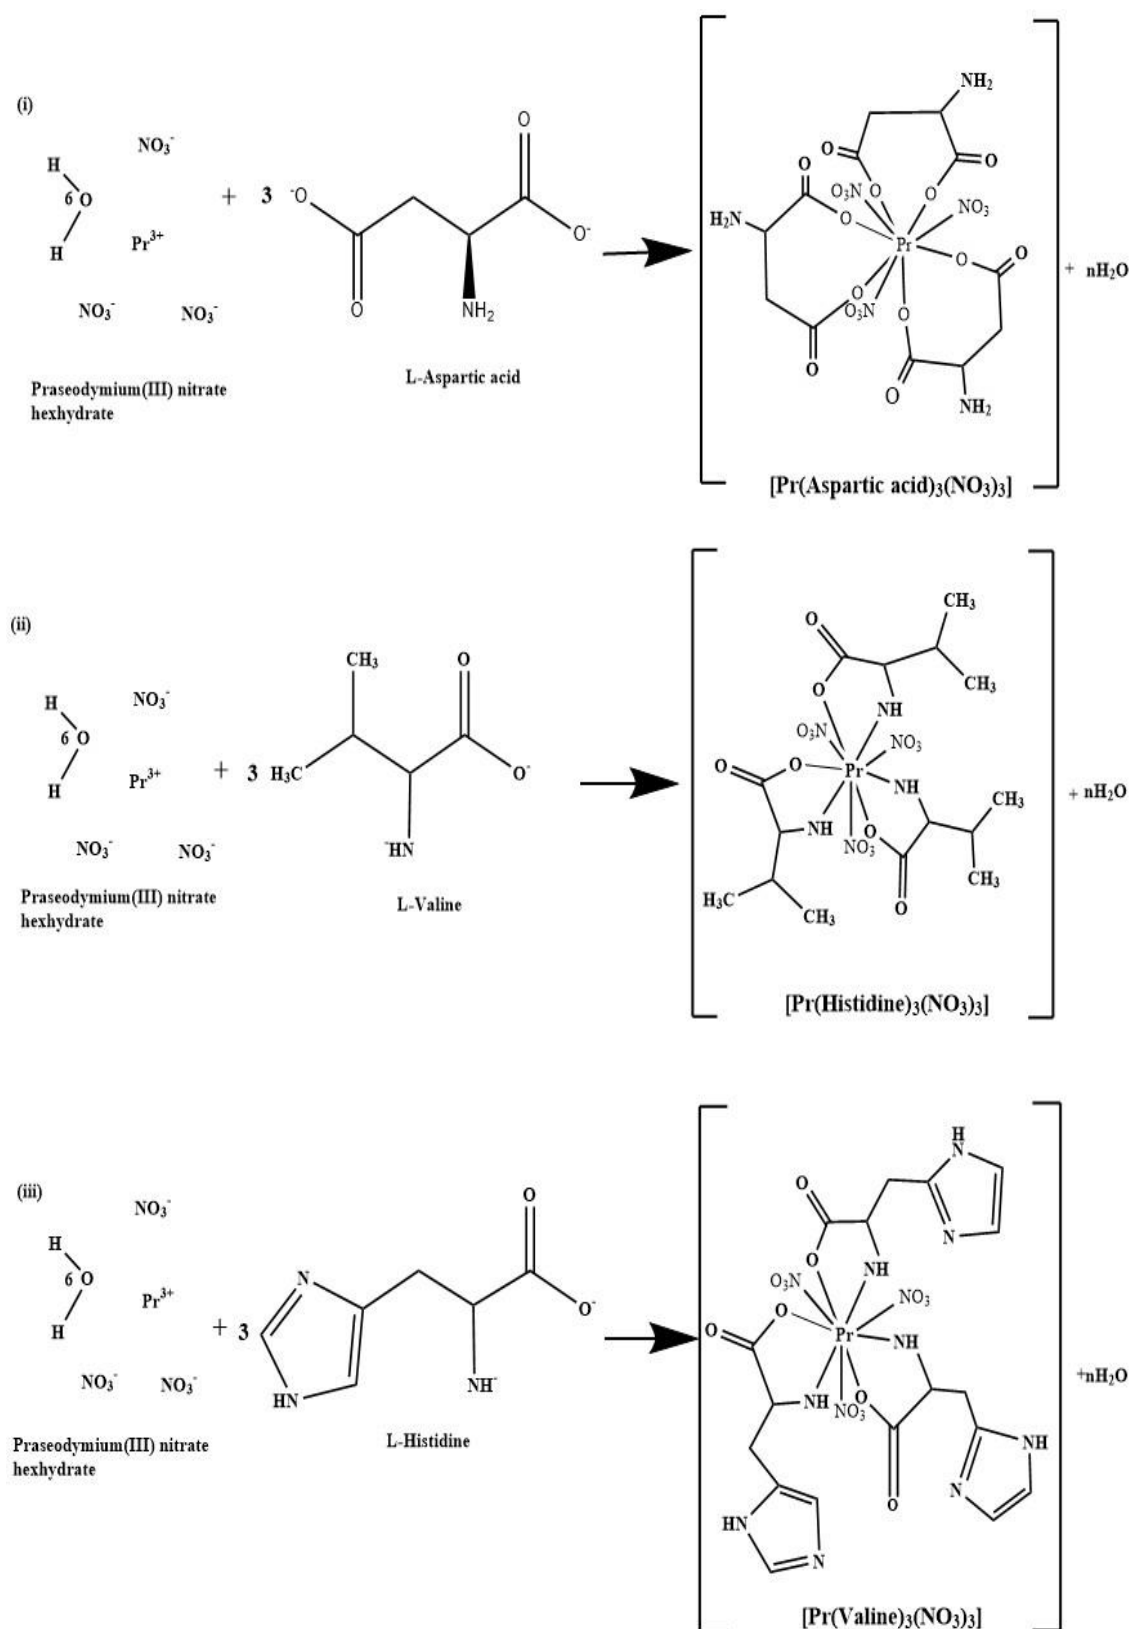 (i)
NO₃⁻
H
6 O
H
Pr³⁺
NO₃⁻ NO₃⁻
Praseodymium(III) nitrate
hexhydrate
+ 3
⁻O
O
O
O⁻
NH₂
L-Aspartic acid
NH₂
O
O
O
O
O₃N
NO₃
O
O
H₂N
Pr
O
O
O
O₃N
O
O
O
NH₂
[Pr(Aspartic acid)₃(NO₃)₃]
+ nH₂O
(ii)
NO₃⁻
H
6 O
H
Pr³⁺
NO₃⁻ NO₃⁻
Praseodymium(III) nitrate
hexhydrate
+ 3
CH₃
O
H₃C
O⁻
⁻HN
L-Valine
CH₃
O
CH₃
O
NH
O₃N
NO₃
O
O
Pr
NH
CH₃
NH
O
NO₃
CH₃
H₃C
CH₃
O
[Pr(Histidine)₃(NO₃)₃]
+ nH₂O
(iii)
NO₃⁻
H
6 O
H
Pr³⁺
NO₃⁻ NO₃⁻
Praseodymium(III) nitrate
hexhydrate
+ 3
N
HN
O
O⁻
NH⁻
L-Histidine
H
N
O
N
O
NH
O₃N
NO₃
O
O
Pr
NH
NH
O
NO₃
NH
N
O
HN
N
[Pr(Valine)₃(NO₃)₃]
+nH₂O